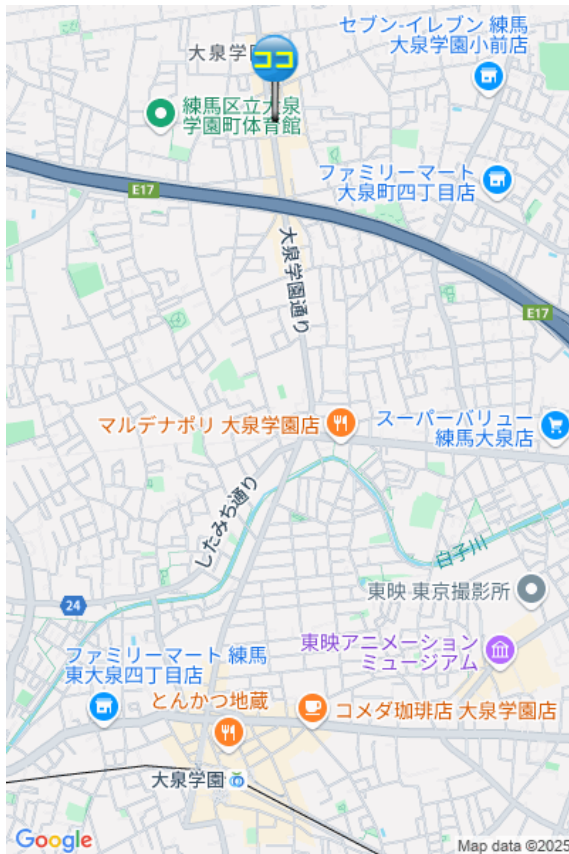 セブン-イレブン 練馬
大泉学園小前店
大泉学園
ココ
練馬区立大泉
学園町体育館
ファミリーマート
大泉町四丁目店
E17
大泉学園通り
E17
マルデナポリ 大泉学園店
スーパーバリュー
練馬大泉店
したみち通り
白子川
東映 東京撮影所
24
東映アニメーション
ミュージアム
ファミリーマート 練馬
東大泉四丁目店
とんかつ地蔵
コメダ珈琲店 大泉学園店
大泉学園
Google
Map data ©2025